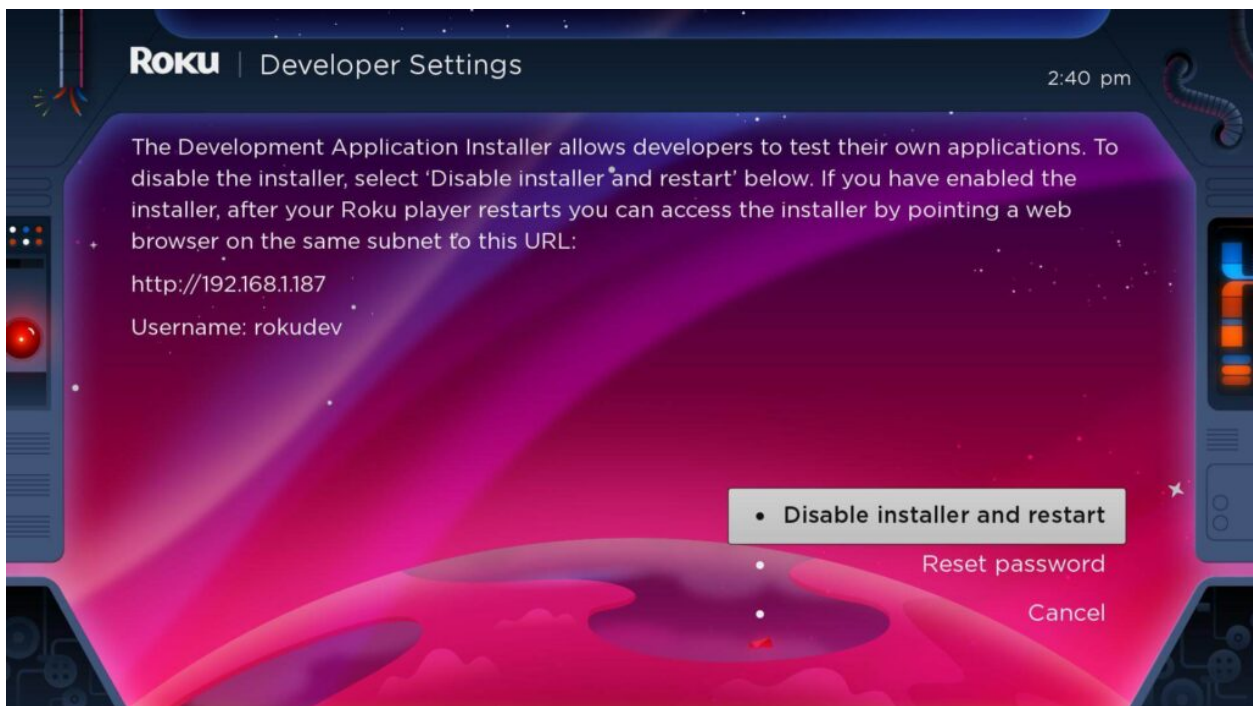 Roku | Developer Settings
2:40 pm
The Development Application Installer allows developers to test their own applications. To
disable the installer, select ‘Disable installer and restart’ below. If you have enabled the
installer, after your Roku player restarts you can access the installer by pointing a web
browser on the same subnet to this URL:
http://192.168.1.187
Username: rokudev
• Disable installer and restart
• Reset password
• Cancel